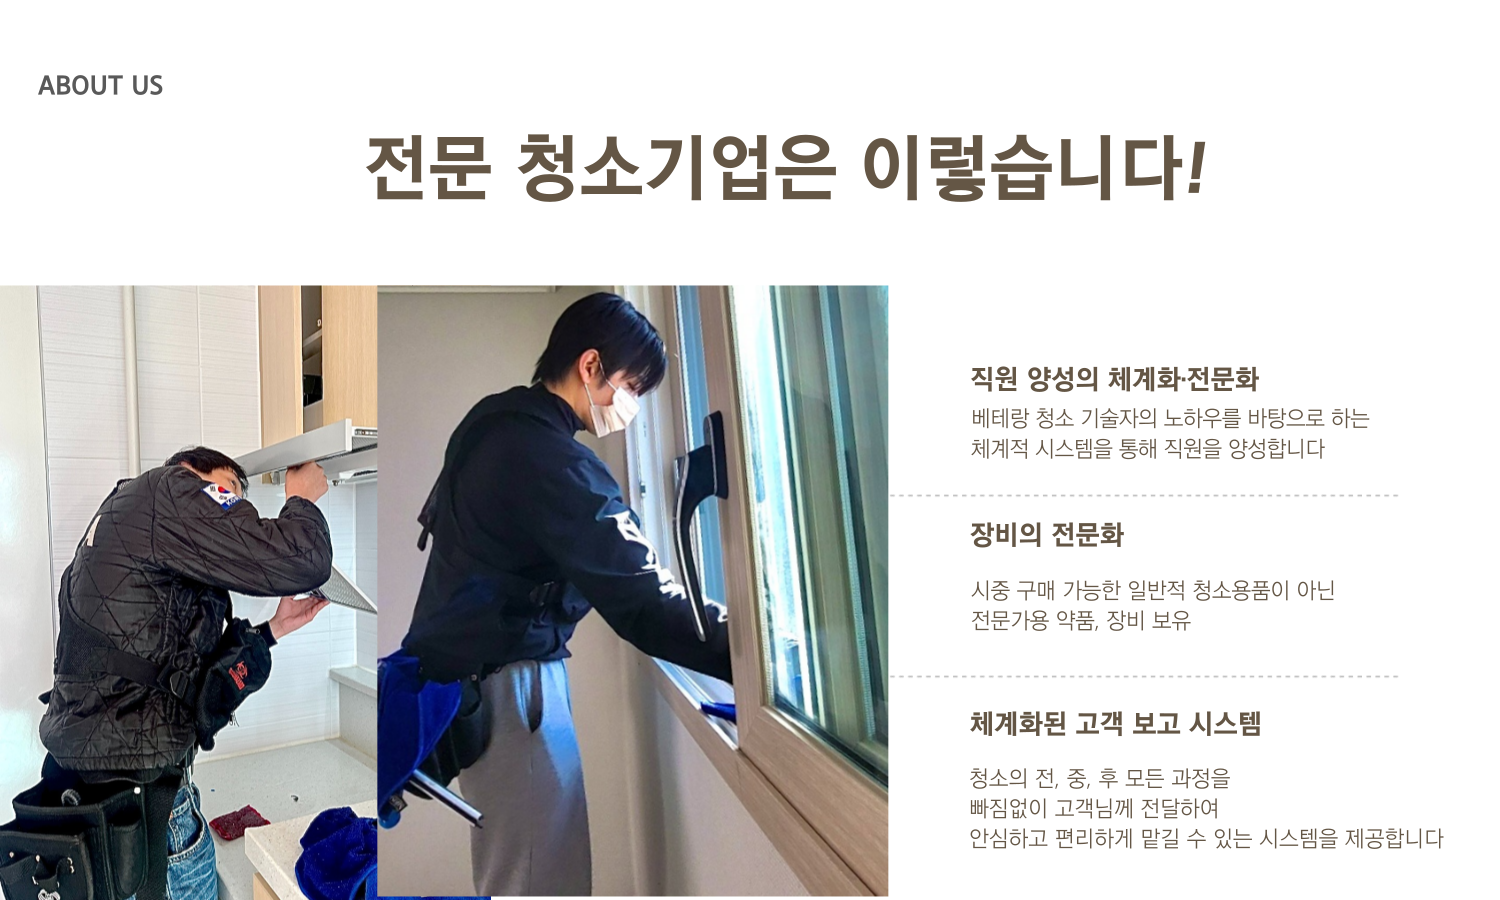 ABOUT US
전문 청소기업은 이렇습니다!
직원 양성의 체계화·전문화
베테랑 청소 기술자의 노하우를 바탕으로 하는
체계적 시스템을 통해 직원을 양성합니다
장비의 전문화
시중 구매 가능한 일반적 청소용품이 아닌
전문가용 약품, 장비 보유
체계화된 고객 보고 시스템
청소의 전, 중, 후 모든 과정을
빠짐없이 고객님께 전달하여
안심하고 편리하게 맡길 수 있는 시스템을 제공합니다